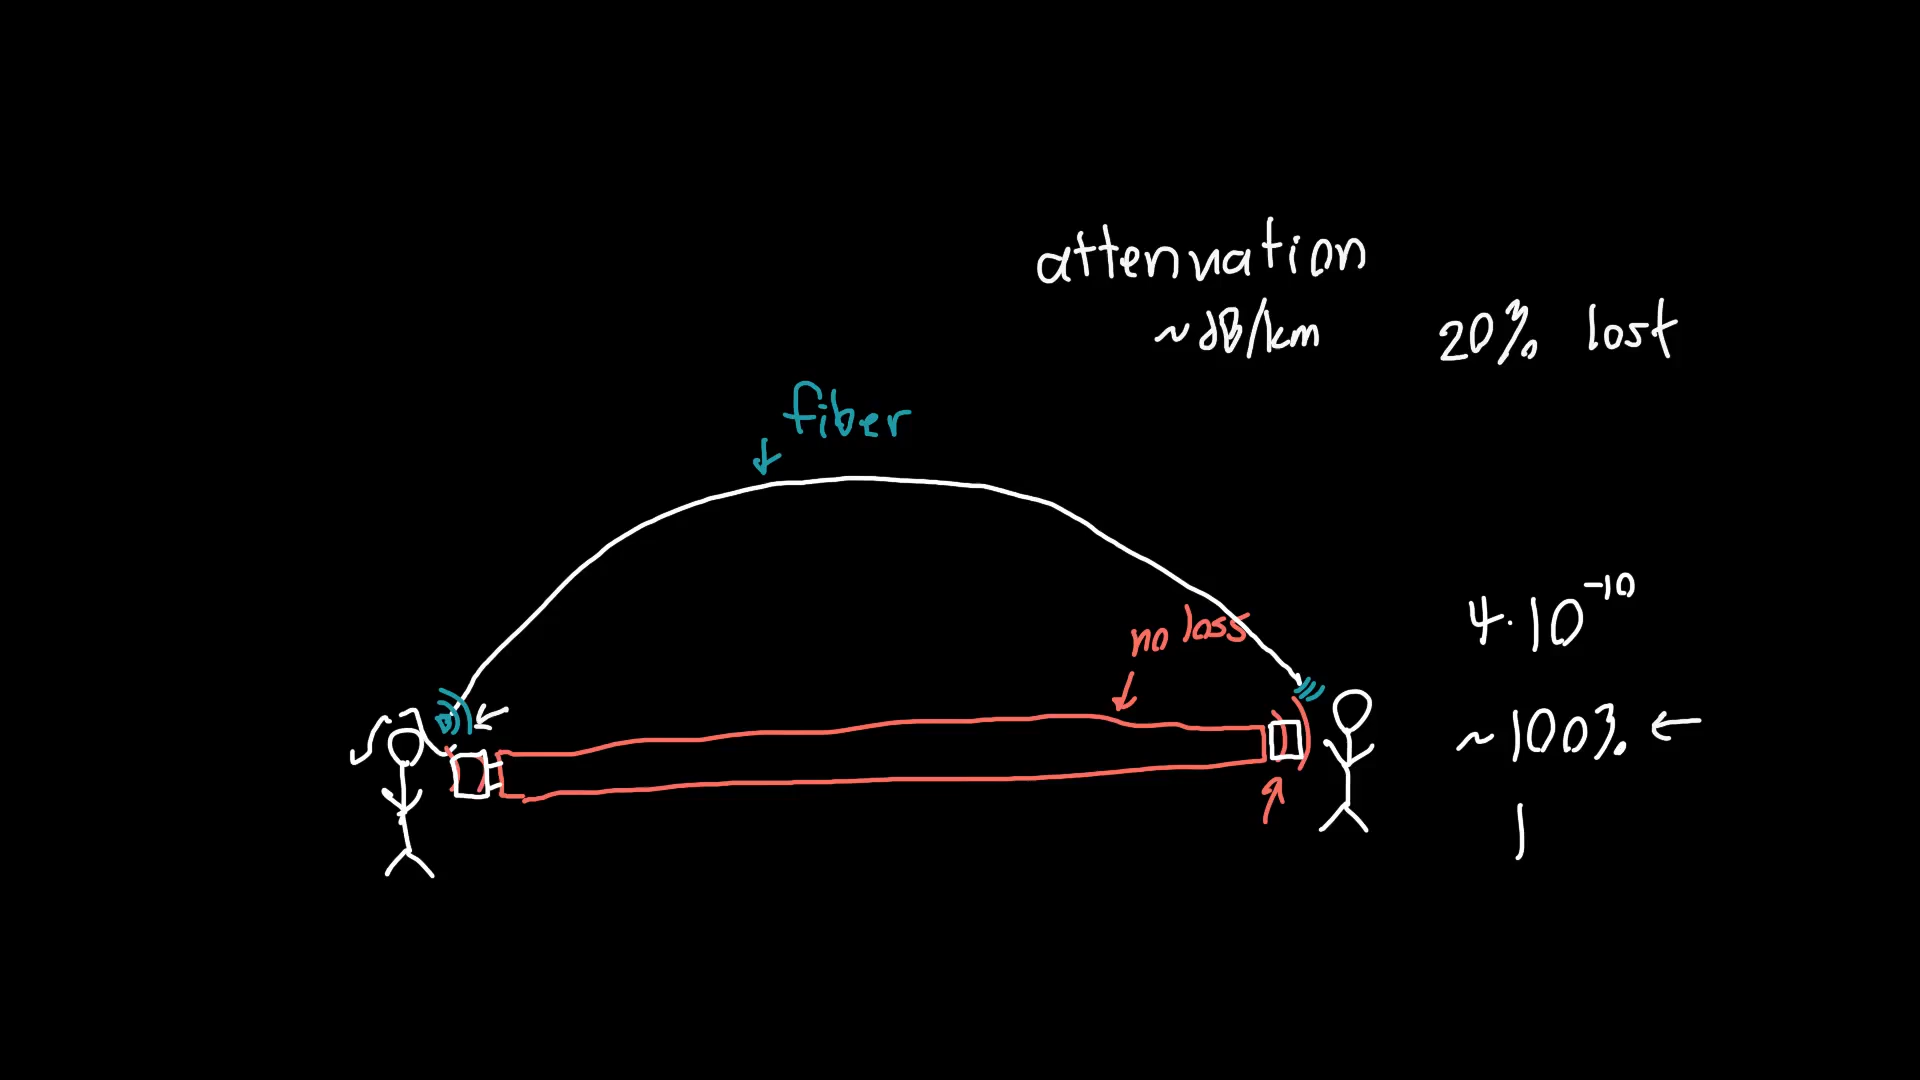 attenuation
~dB/km 20% lost
fiber
4·10⁻¹⁰
no loss
~100%